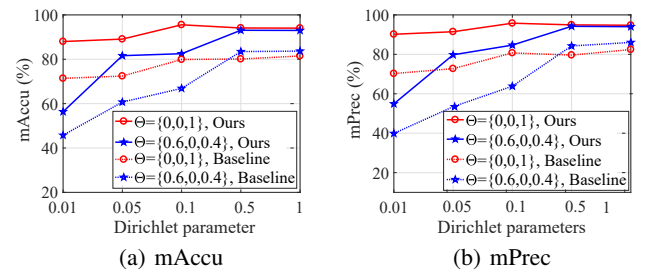 100
80
60
40
20
mAccu (%)
Θ={0,0,1}, Ours
Θ={0.6,0,0.4}, Ours
Θ={0,0,1}, Baseline
Θ={0.6,0,0.4}, Baseline
0.01 0.05 0.1 0.5 1
Dirichlet parameter
(a) mAccu
100
80
60
40
20
mPrec (%)
Θ={0,0,1}, Ours
Θ={0.6,0,0.4}, Ours
Θ={0,0,1}, Baseline
Θ={0.6,0,0.4}, Baseline
0.01 0.05 0.1 0.5 1
Dirichlet parameters
(b) mPrec